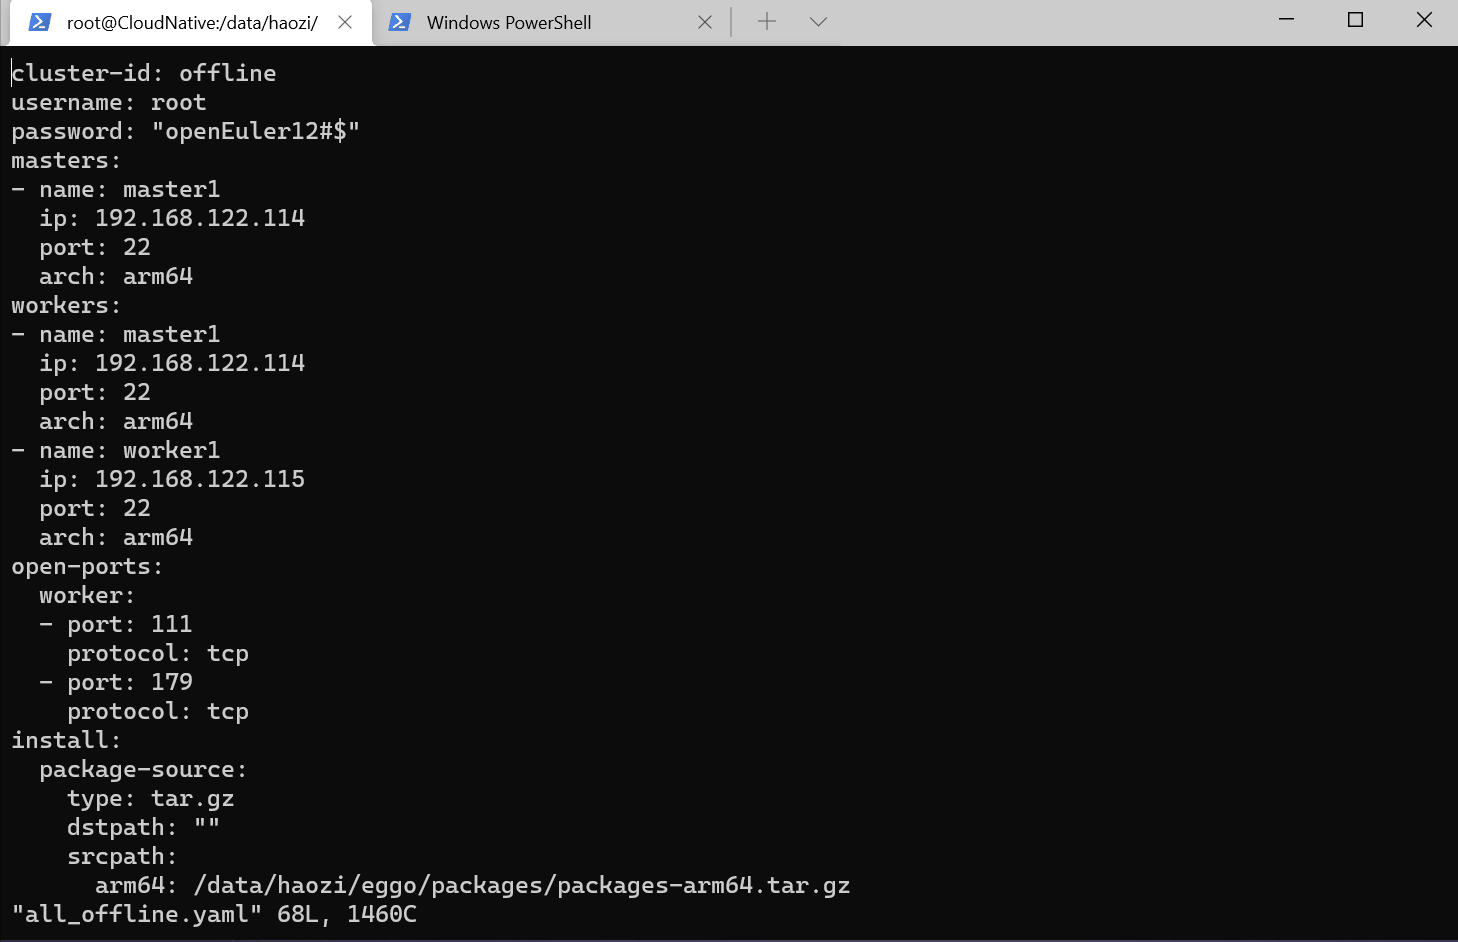 root@CloudNative:/data/haozi/
Windows PowerShell
cluster-id: offline
username: root
password: "openEuler12#$"
masters:
- name: master1
  ip: 192.168.122.114
  port: 22
  arch: arm64
workers:
- name: master1
  ip: 192.168.122.114
  port: 22
  arch: arm64
- name: worker1
  ip: 192.168.122.115
  port: 22
  arch: arm64
open-ports:
  worker:
  - port: 111
    protocol: tcp
  - port: 179
    protocol: tcp
install:
  package-source:
    type: tar.gz
    dstpath: ""
    srcpath:
      arm64: /data/haozi/eggo/packages/packages-arm64.tar.gz
"all_offline.yaml" 68L, 1460C